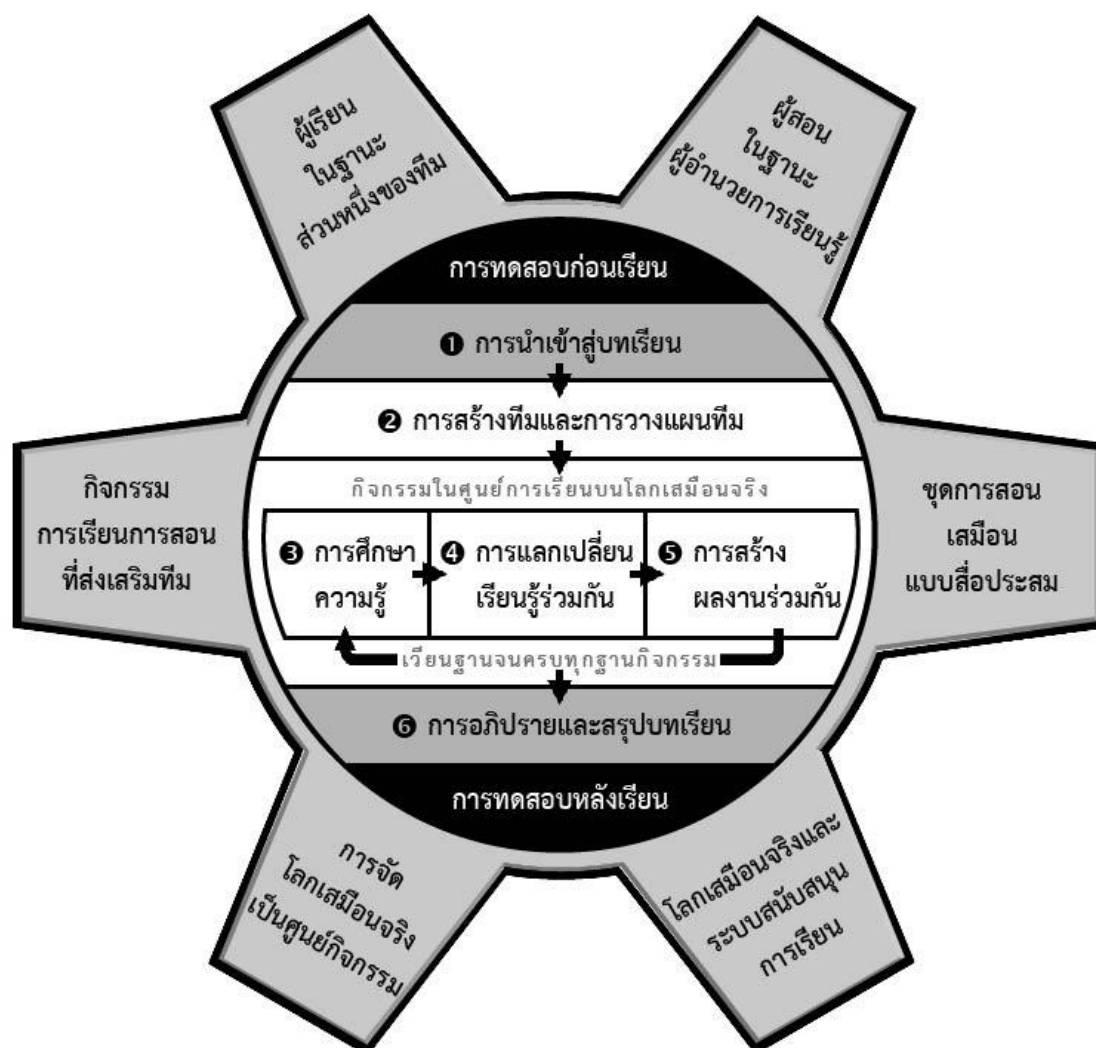 ผู้เรียน
ในฐานะ
ส่วนหนึ่งของทีม
ผู้สอน
ในฐานะ
ผู้อำนวยการเรียนรู้
การทดสอบก่อนเรียน
❶ การนำเข้าสู่บทเรียน
❷ การสร้างทีมและการวางแผนทีม
กิจกรรมในศูนย์การเรียนบนโลกเสมือนจริง
❸ การศึกษา
ความรู้
❹ การแลกเปลี่ยน
เรียนรู้ร่วมกัน
❺ การสร้าง
ผลงานร่วมกัน
เวียนฐานจนครบทุกฐานกิจกรรม
❻ การอภิปรายและสรุปบทเรียน
การทดสอบหลังเรียน
กิจกรรม
การเรียนการสอน
ที่ส่งเสริมทีม
ชุดการสอน
เสมือน
แบบสื่อประสม
การจัด
โลกเสมือนจริง
เป็นศูนย์กิจกรรม
โลกเสมือนจริงและ
ระบบสนับสนุน
การเรียน